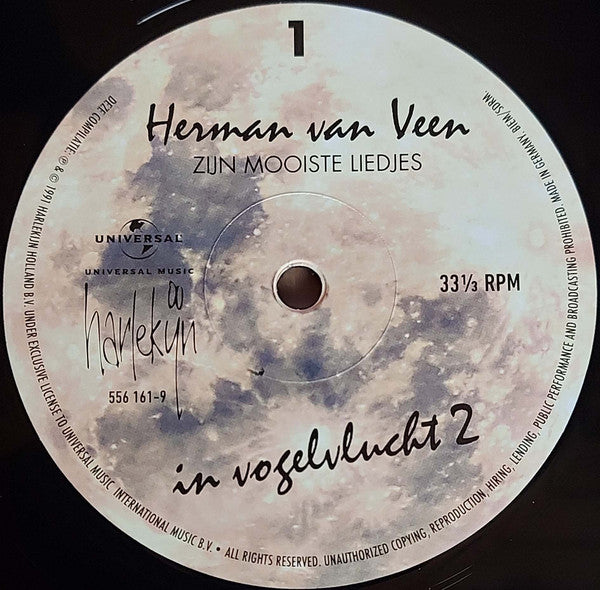 1
Herman van Veen
ZIJN MOOISTE LIEDJES
UNIVERSAL
UNIVERSAL MUSIC
harlekijn
556 161-9
33⅓ RPM
in vogelvlucht 2
DEZE COMPILATIE: ℗ & © 1991 HARLEKIJN HOLLAND B.V. UNDER EXCLUSIVE LICENSE TO UNIVERSAL MUSIC INTERNATIONAL MUSIC B.V. • ALL RIGHTS RESERVED. UNAUTHORIZED COPYING, REPRODUCTION, HIRING, LENDING, PUBLIC PERFORMANCE AND BROADCASTING PROHIBITED. MADE IN GERMANY. BIEM/SDRM.